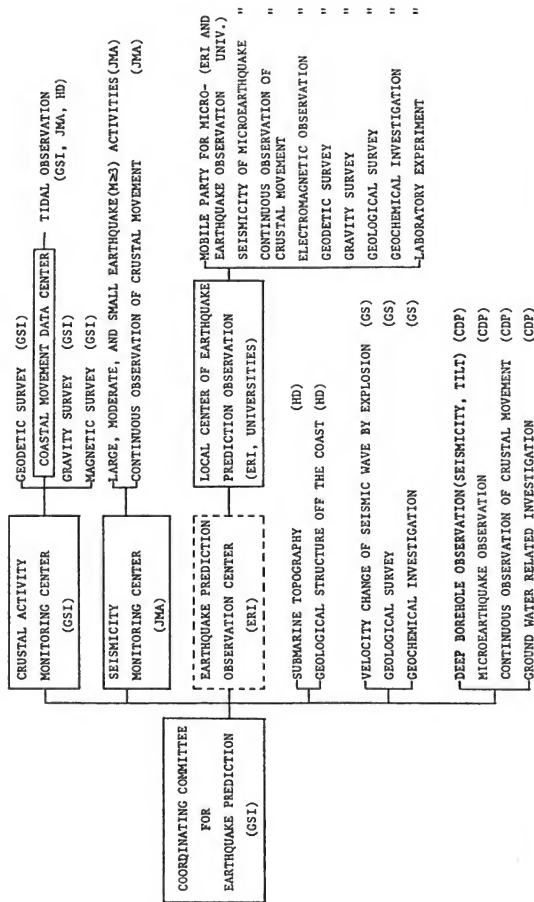 COORDINATING COMMITTEE
FOR
EARTHQUAKE PREDICTION
(GSI)
CRUSTAL ACTIVITY
MONITORING CENTER
(GSI)
GEODETIC SURVEY (GSI)
COASTAL MOVEMENT DATA CENTER
TIDAL OBSERVATION
(GSI, JMA, HD)
GRAVITY SURVEY (GSI)
MAGNETIC SURVEY (GSI)
SEISMICITY
MONITORING CENTER
(JMA)
LARGE, MODERATE, AND SMALL EARTHQUAKE(M≥3) ACTIVITIES(JMA)
CONTINUOUS OBSERVATION OF CRUSTAL MOVEMENT (JMA)
EARTHQUAKE PREDICTION
OBSERVATION CENTER
(ERI)
LOCAL CENTER OF EARTHQUAKE
PREDICTION OBSERVATION
(ERI, UNIVERSITIES)
MOBILE PARTY FOR MICRO- (ERI AND
EARTHQUAKE OBSERVATION UNIV.)
SEISMICITY OF MICROEARTHQUAKE "
CONTINUOUS OBSERVATION OF "
CRUSTAL MOVEMENT
ELECTROMAGNETIC OBSERVATION "
GEODETIC SURVEY "
GRAVITY SURVEY "
GEOLOGICAL SURVEY "
GEOCHEMICAL INVESTIGATION "
LABORATORY EXPERIMENT "
SUBMARINE TOPOGRAPHY (HD)
GEOLOGICAL STRUCTURE OFF THE COAST (HD)
VELOCITY CHANGE OF SEISMIC WAVE BY EXPLOSION (GS)
GEOLOGICAL SURVEY (GS)
GEOCHEMICAL INVESTIGATION (GS)
DEEP BOREHOLE OBSERVATION(SEISMICITY, TILT) (CDP)
MICROEARTHQUAKE OBSERVATION (CDP)
CONTINUOUS OBSERVATION OF CRUSTAL MOVEMENT (CDP)
GROUND WATER RELATED INVESTIGATION (CDP)